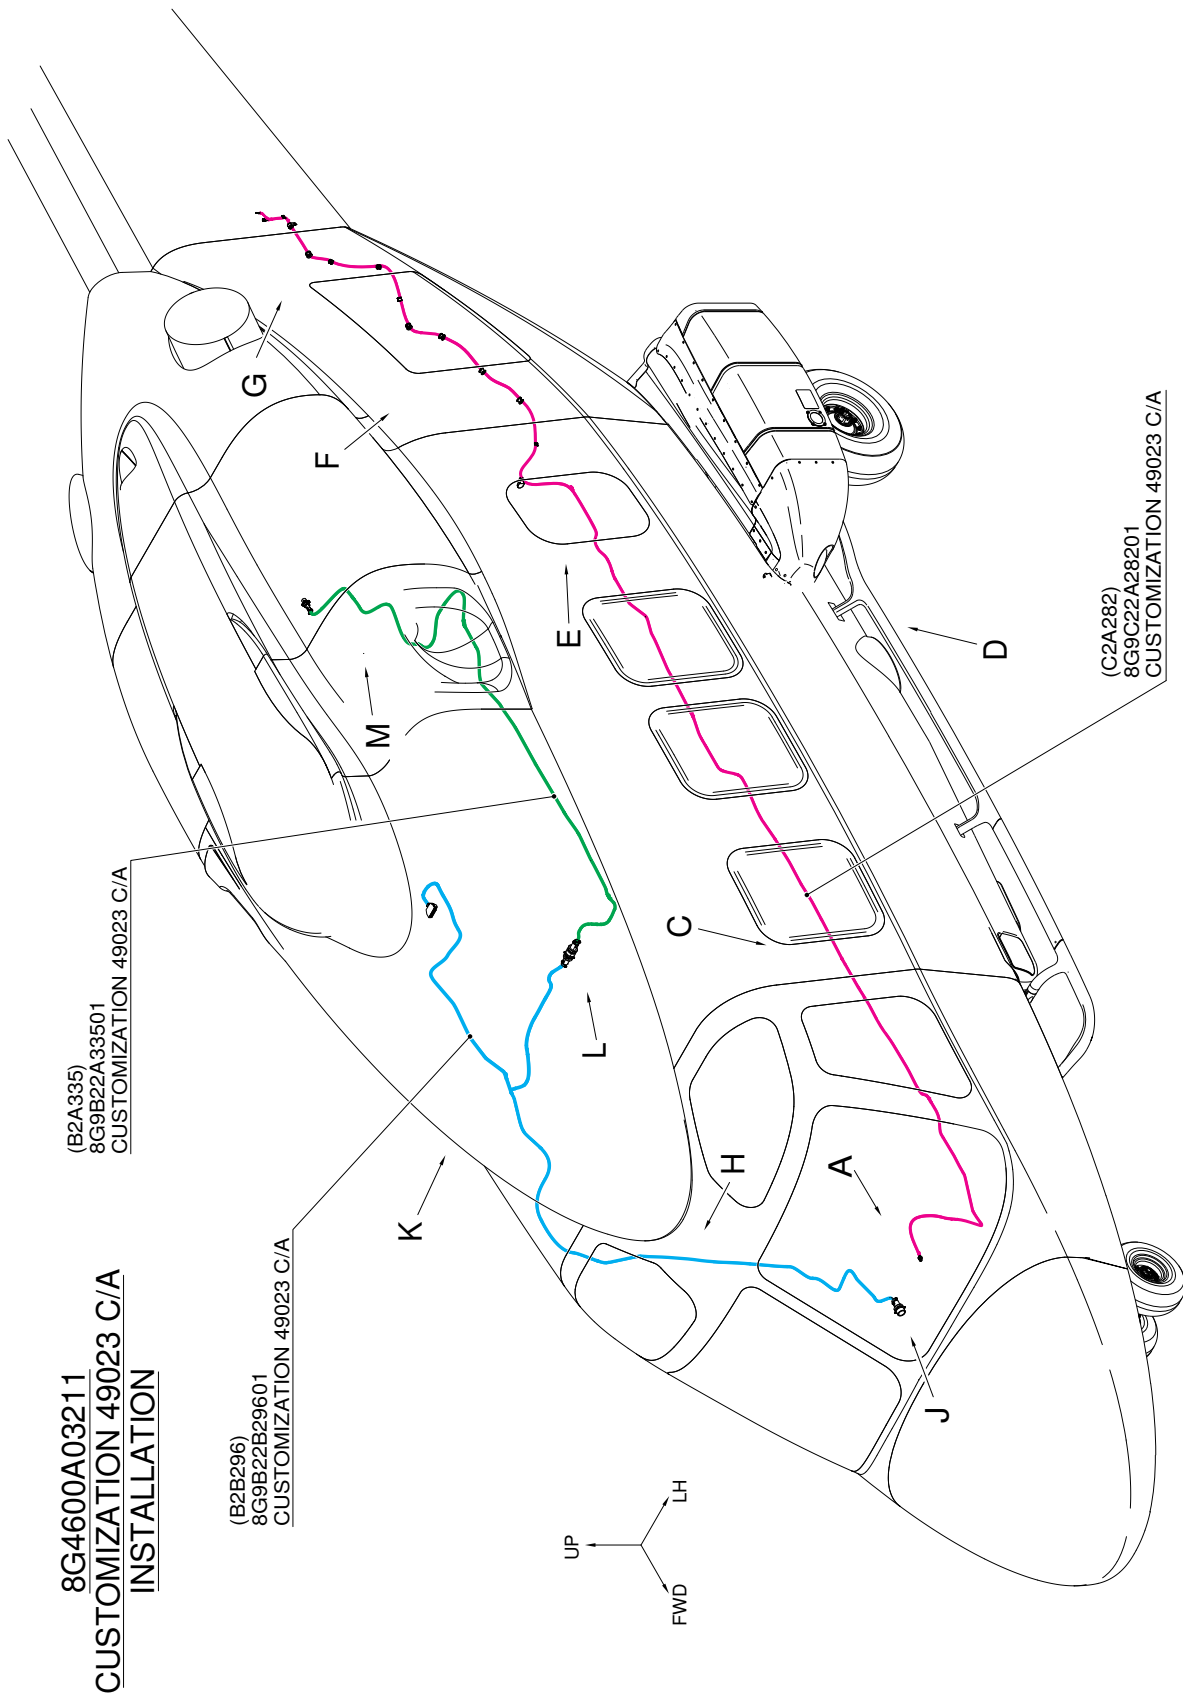 8G4600A03211
CUSTOMIZATION 49023 C/A
INSTALLATION
(B2B296)
8G9B22B29601
CUSTOMIZATION 49023 C/A
(B2A335)
8G9B22A33501
CUSTOMIZATION 49023 C/A
(C2A282)
8G9C22A28201
CUSTOMIZATION 49023 C/A
G
F
E
M
D
C
L
K
H
A
J
UP
FWD
LH